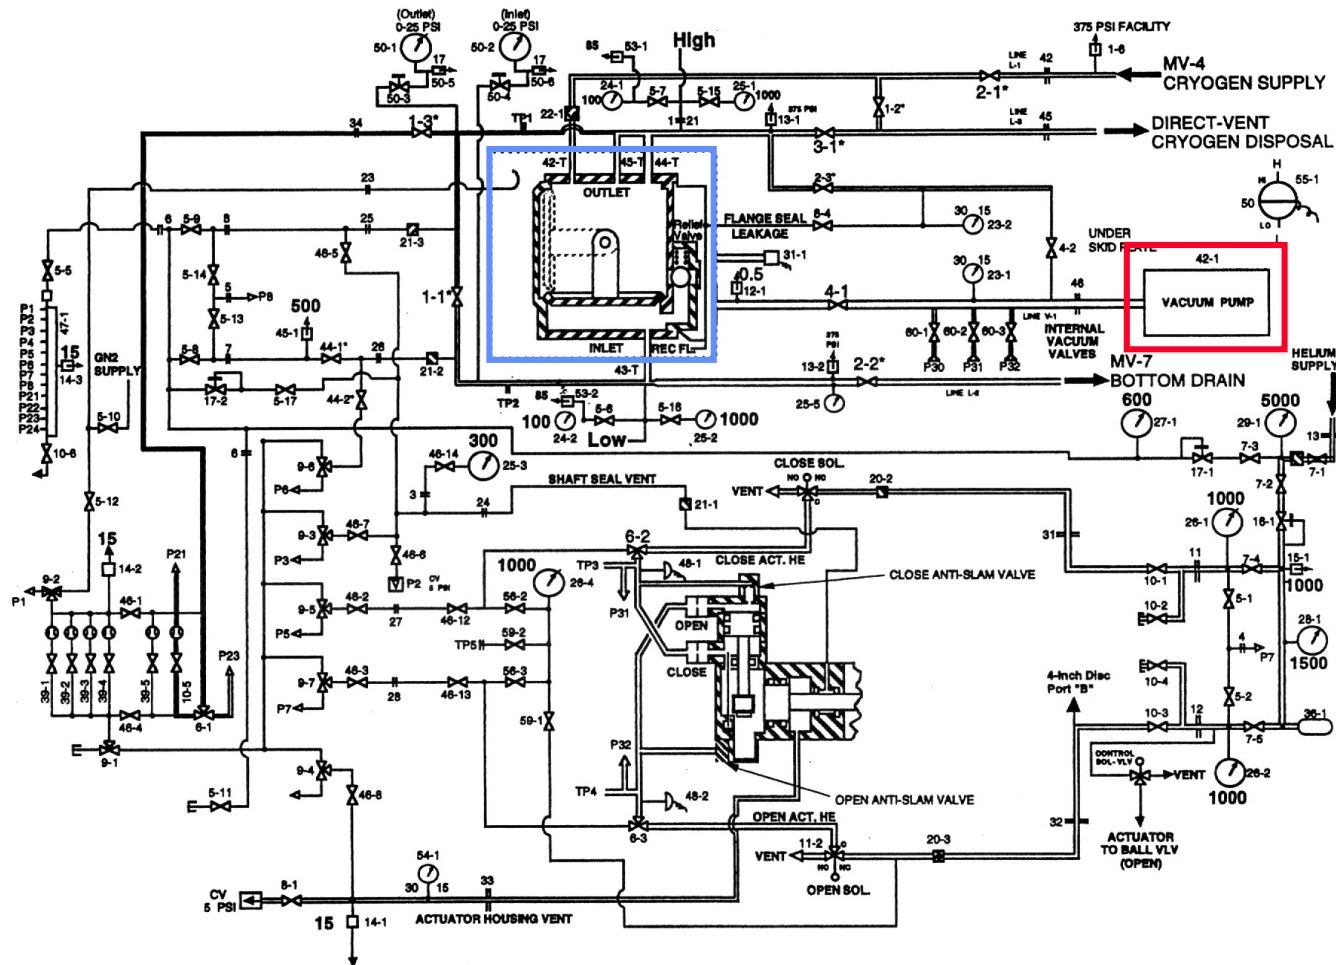 (Outlet)
0-25 PSI
50-1
17
50-5
50-3
(Inlet)
0-25 PSI
50-2
17
50-6
50-4
85
53-1
High
24-1
100
5-7
5-15
25-1
1000
22-1
1
21
TP1
34
1-3*
375 PSI FACILITY
1-6
LINE
L-1
42
2-1*
MV-4
CRYOGEN SUPPLY
1-2*
375 PSI
13-1
3-1*
LINE
L-3
45
DIRECT-VENT
CRYOGEN DISPOSAL
H
HI
50
LO
L
55-1
23
42-T
45-T
44-T
OUTLET
Relief
Valve
INLET
REC FL.
43-T
2-3*
FLANGE SEAL
LEAKAGE
6-4
30
15
23-2
31-1
0.5
12-1
4-1
30
15
23-1
4-2
UNDER
SKID PLATE
46
LINE V-1
60-1
60-2
60-3
P30
P31
P32
INTERNAL
VACUUM
VALVES
42-1
VACUUM PUMP
6
5-9
8
25
21-3
46-5
5-5
5-14
5
P8
5-13
500
45-1
1-1*
P1
P2
P3
P4
P5
P6
P7
P8
P21
P22
P23
P24
47-1
15
14-3
10-6
GN2
SUPPLY
5-10
5-8
7
44-1*
26
21-2
17-2
5-17
44-2*
TP2
85
53-2
100
24-2
5-6
5-16
1000
25-2
Low
375
PSI
13-2
25-5
2-2*
LINE L-2
MV-7
BOTTOM DRAIN
HELIUM
SUPPLY
600
27-1
5000
29-1
13
17-1
7-3
7-1
7-2
16-1
6
9-6
P6
46-14
300
25-3
3
SHAFT SEAL VENT
24
21-1
CLOSE SOL.
VENT
NO
NC
C
20-2
5-12
9-3
P3
46-7
46-6
P2
CV
5 PSI
6-2
CLOSE ACT. HE
TP3
48-1
P31
CLOSE ANTI-SLAM VALVE
31
1000
26-1
11
10-1
10-2
7-4
15-1
1000
5-1
15
14-2
P21
9-2
P1
46-1
9-5
P5
46-2
27
46-12
56-2
1000
26-4
TP5
59-2
OPEN
CLOSE
4
P7
28-1
1500
P23
39-1
39-2
39-3
39-4
39-5
10-5
46-4
6-1
9-1
9-7
P7
46-3
28
46-13
56-3
59-1
4-inch Disc
Port "B"
10-4
10-3
12
5-2
7-5
36-1
9-4
46-8
5-11
P32
TP4
48-2
OPEN ANTI-SLAM VALVE
OPEN ACT. HE
6-3
CONTROL
SOL-VLV
VENT
26-2
1000
ACTUATOR
TO BALL VLV
(OPEN)
32
VENT
11-2
C
NO
NC
OPEN SOL.
20-3
54-1
30
15
33
CV
5 PSI
8-1
ACTUATOR HOUSING VENT
15
14-1